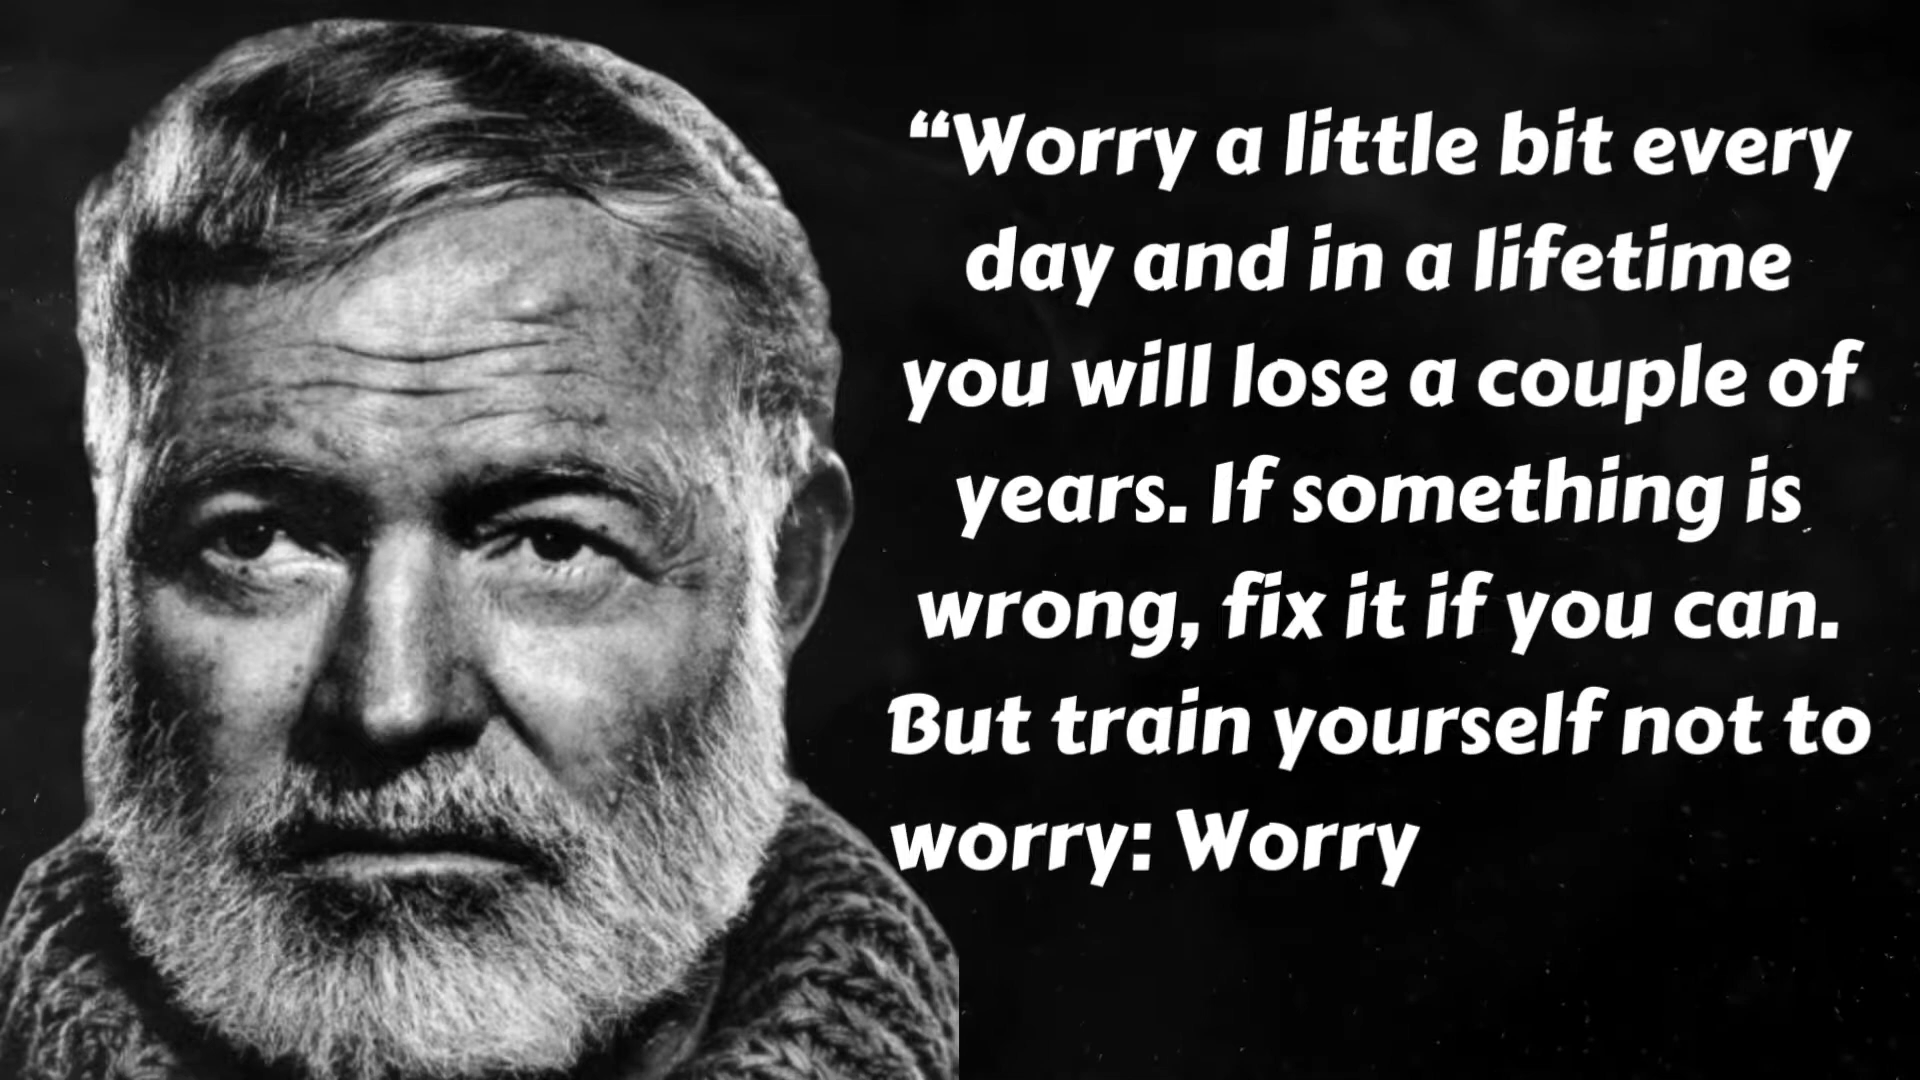 “Worry a little bit every
day and in a lifetime
you will lose a couple of
years. If something is
wrong, fix it if you can.
But train yourself not to
worry: Worry